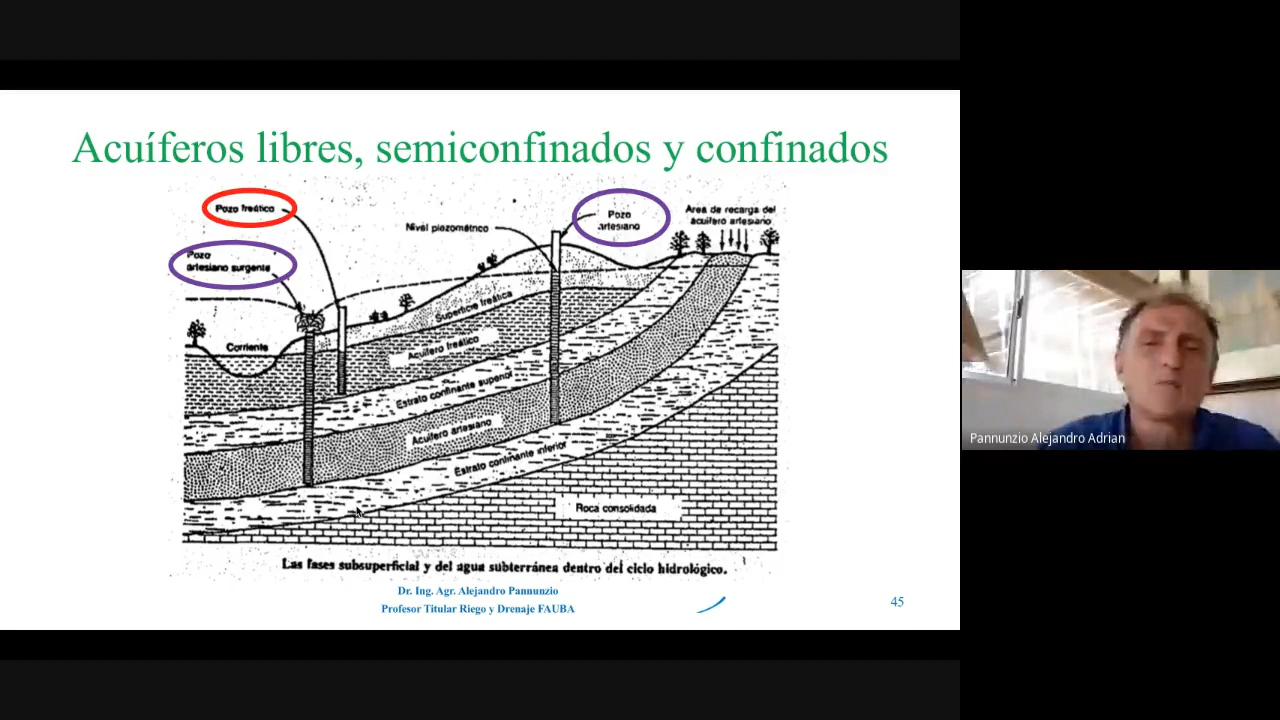 Acuíferos libres, semiconfinados y confinados
Pozo freático
Pozo
artesiano surgente
Nivel piezométrico
Pozo
artesiano
Area de recarga del
acuífero artesiano
Superficie freática
Corriente
Acuífero freático
Estrato confinante superior
Acuífero artesiano
Estrato confinante inferior
Roca consolidada
Las fases subsuperficial y del agua subterránea dentro del ciclo hidrológico.
Dr. Ing. Agr. Alejandro Pannunzio
Profesor Titular Riego y Drenaje FAUBA
45
Pannunzio Alejandro Adrian